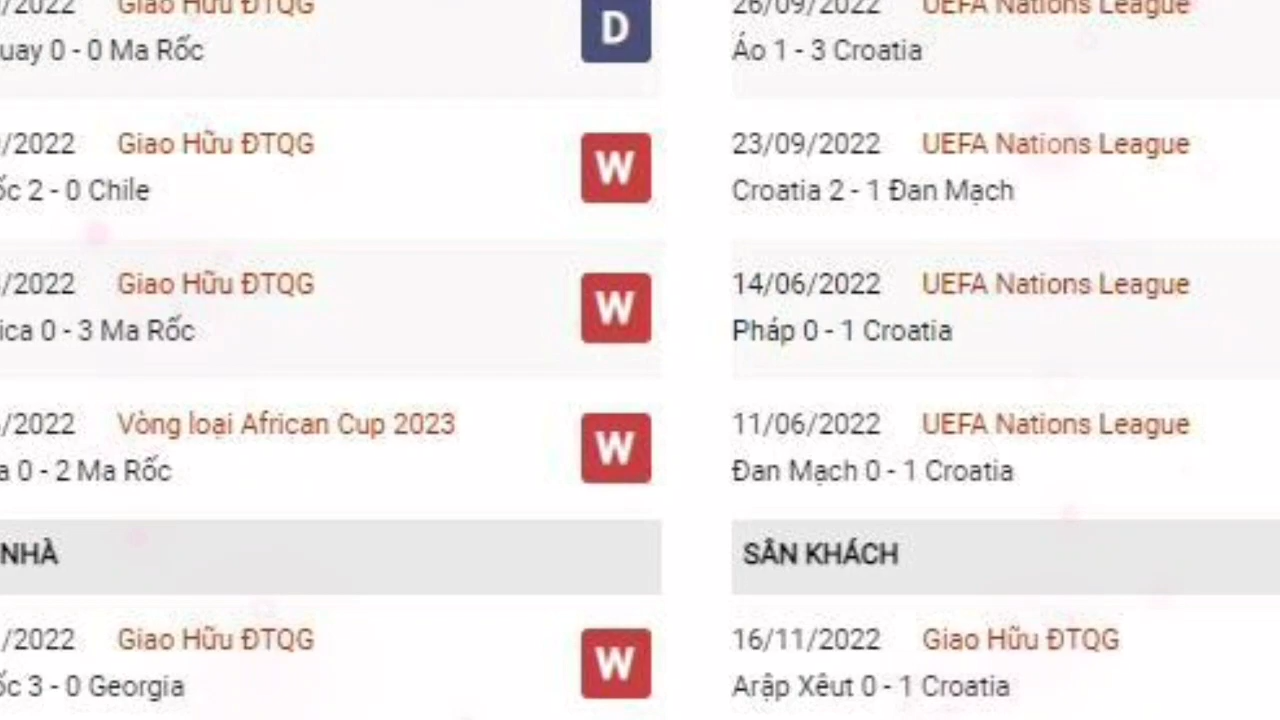 /2022 Giao Hữu ĐTQG
uay 0 - 0 Ma Rốc
D
/2022 Giao Hữu ĐTQG
ốc 2 - 0 Chile
W
/2022 Giao Hữu ĐTQG
ica 0 - 3 Ma Rốc
W
/2022 Vòng loại African Cup 2023
a 0 - 2 Ma Rốc
W
NHÀ
/2022 Giao Hữu ĐTQG
ốc 3 - 0 Georgia
W
26/09/2022 UEFA Nations League
Áo 1 - 3 Croatia
23/09/2022 UEFA Nations League
Croatia 2 - 1 Đan Mạch
14/06/2022 UEFA Nations League
Pháp 0 - 1 Croatia
11/06/2022 UEFA Nations League
Đan Mạch 0 - 1 Croatia
SÂN KHÁCH
16/11/2022 Giao Hữu ĐTQG
Arập Xêut 0 - 1 Croatia